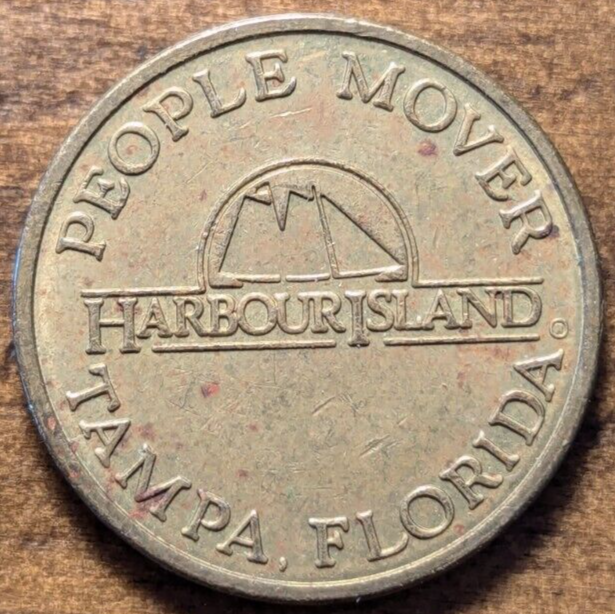 PEOPLE MOVER
HARBOUR ISLAND
TAMPA, FLORIDA